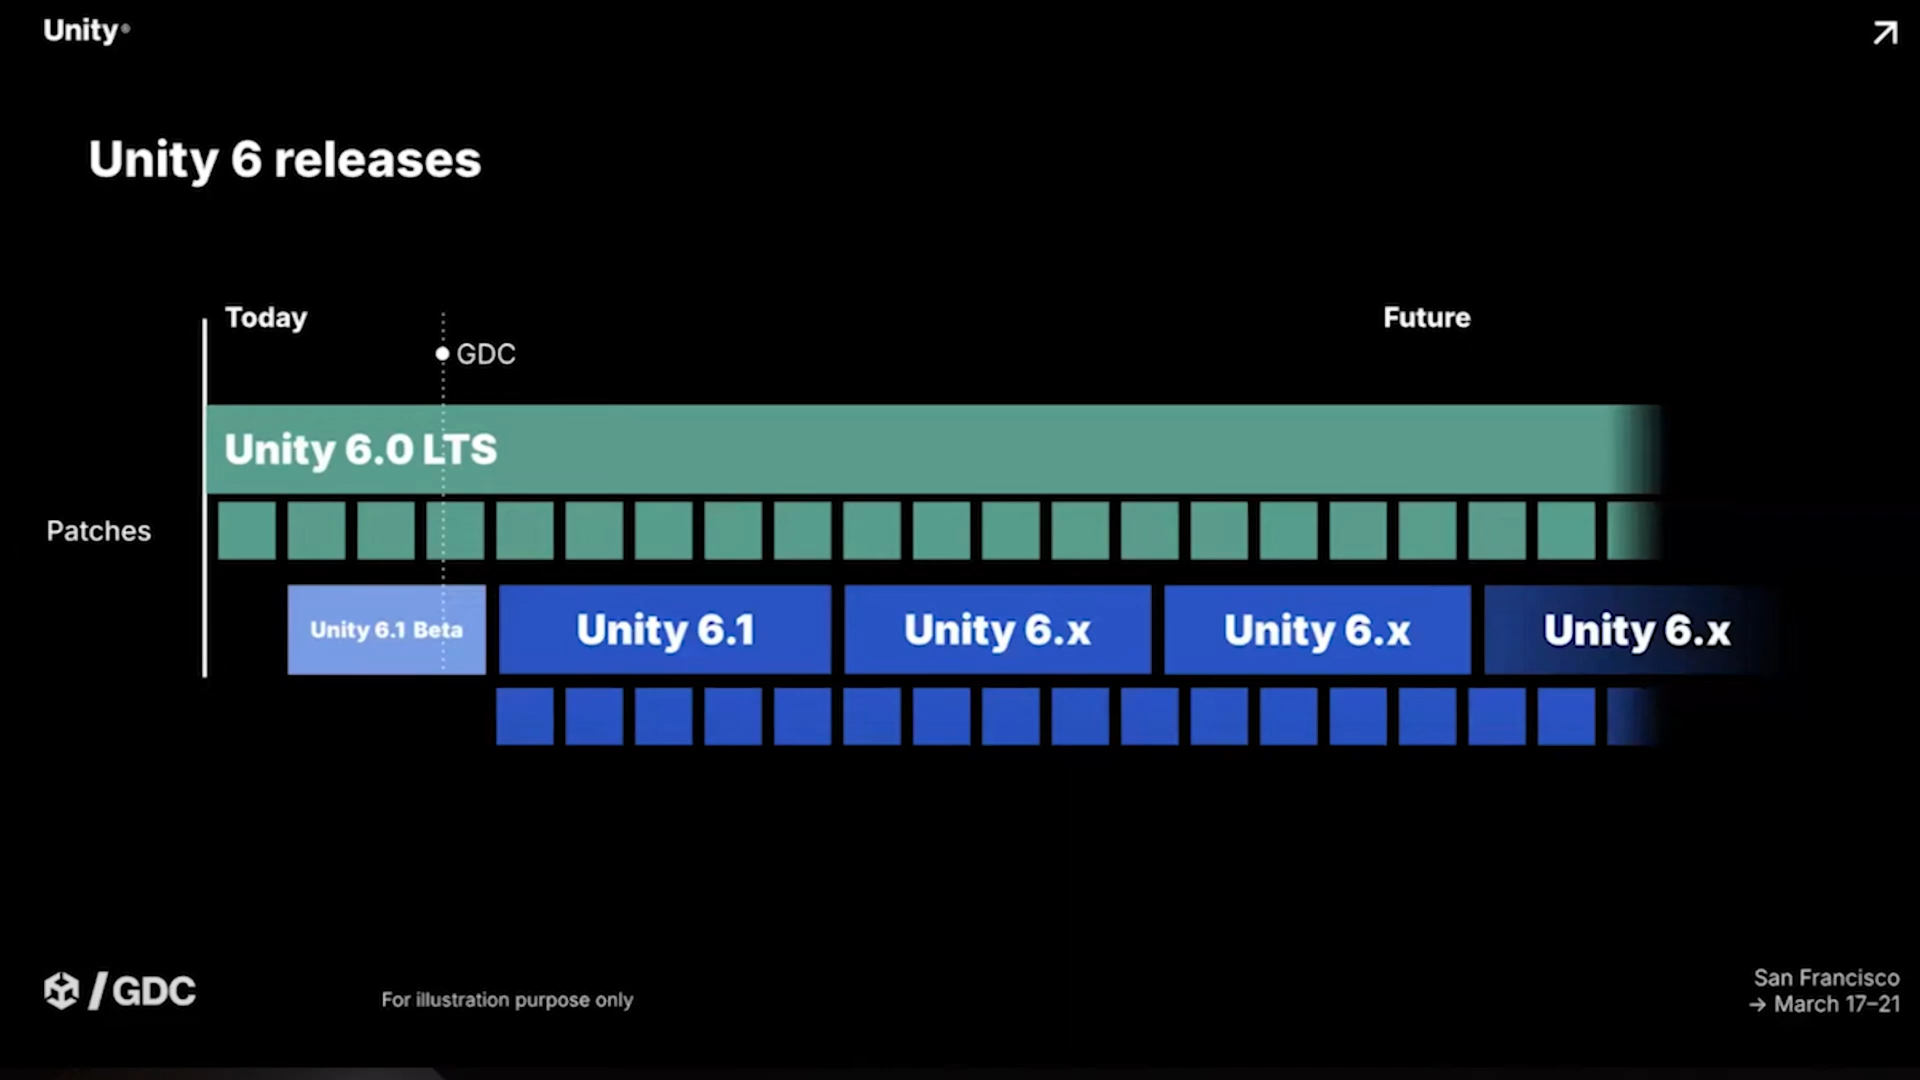 Unity®
Unity 6 releases
Today
Future
GDC
Unity 6.0 LTS
Patches
Unity 6.1 Beta
Unity 6.1
Unity 6.x
Unity 6.x
Unity 6.x
/GDC
For illustration purpose only
San Francisco
→ March 17–21